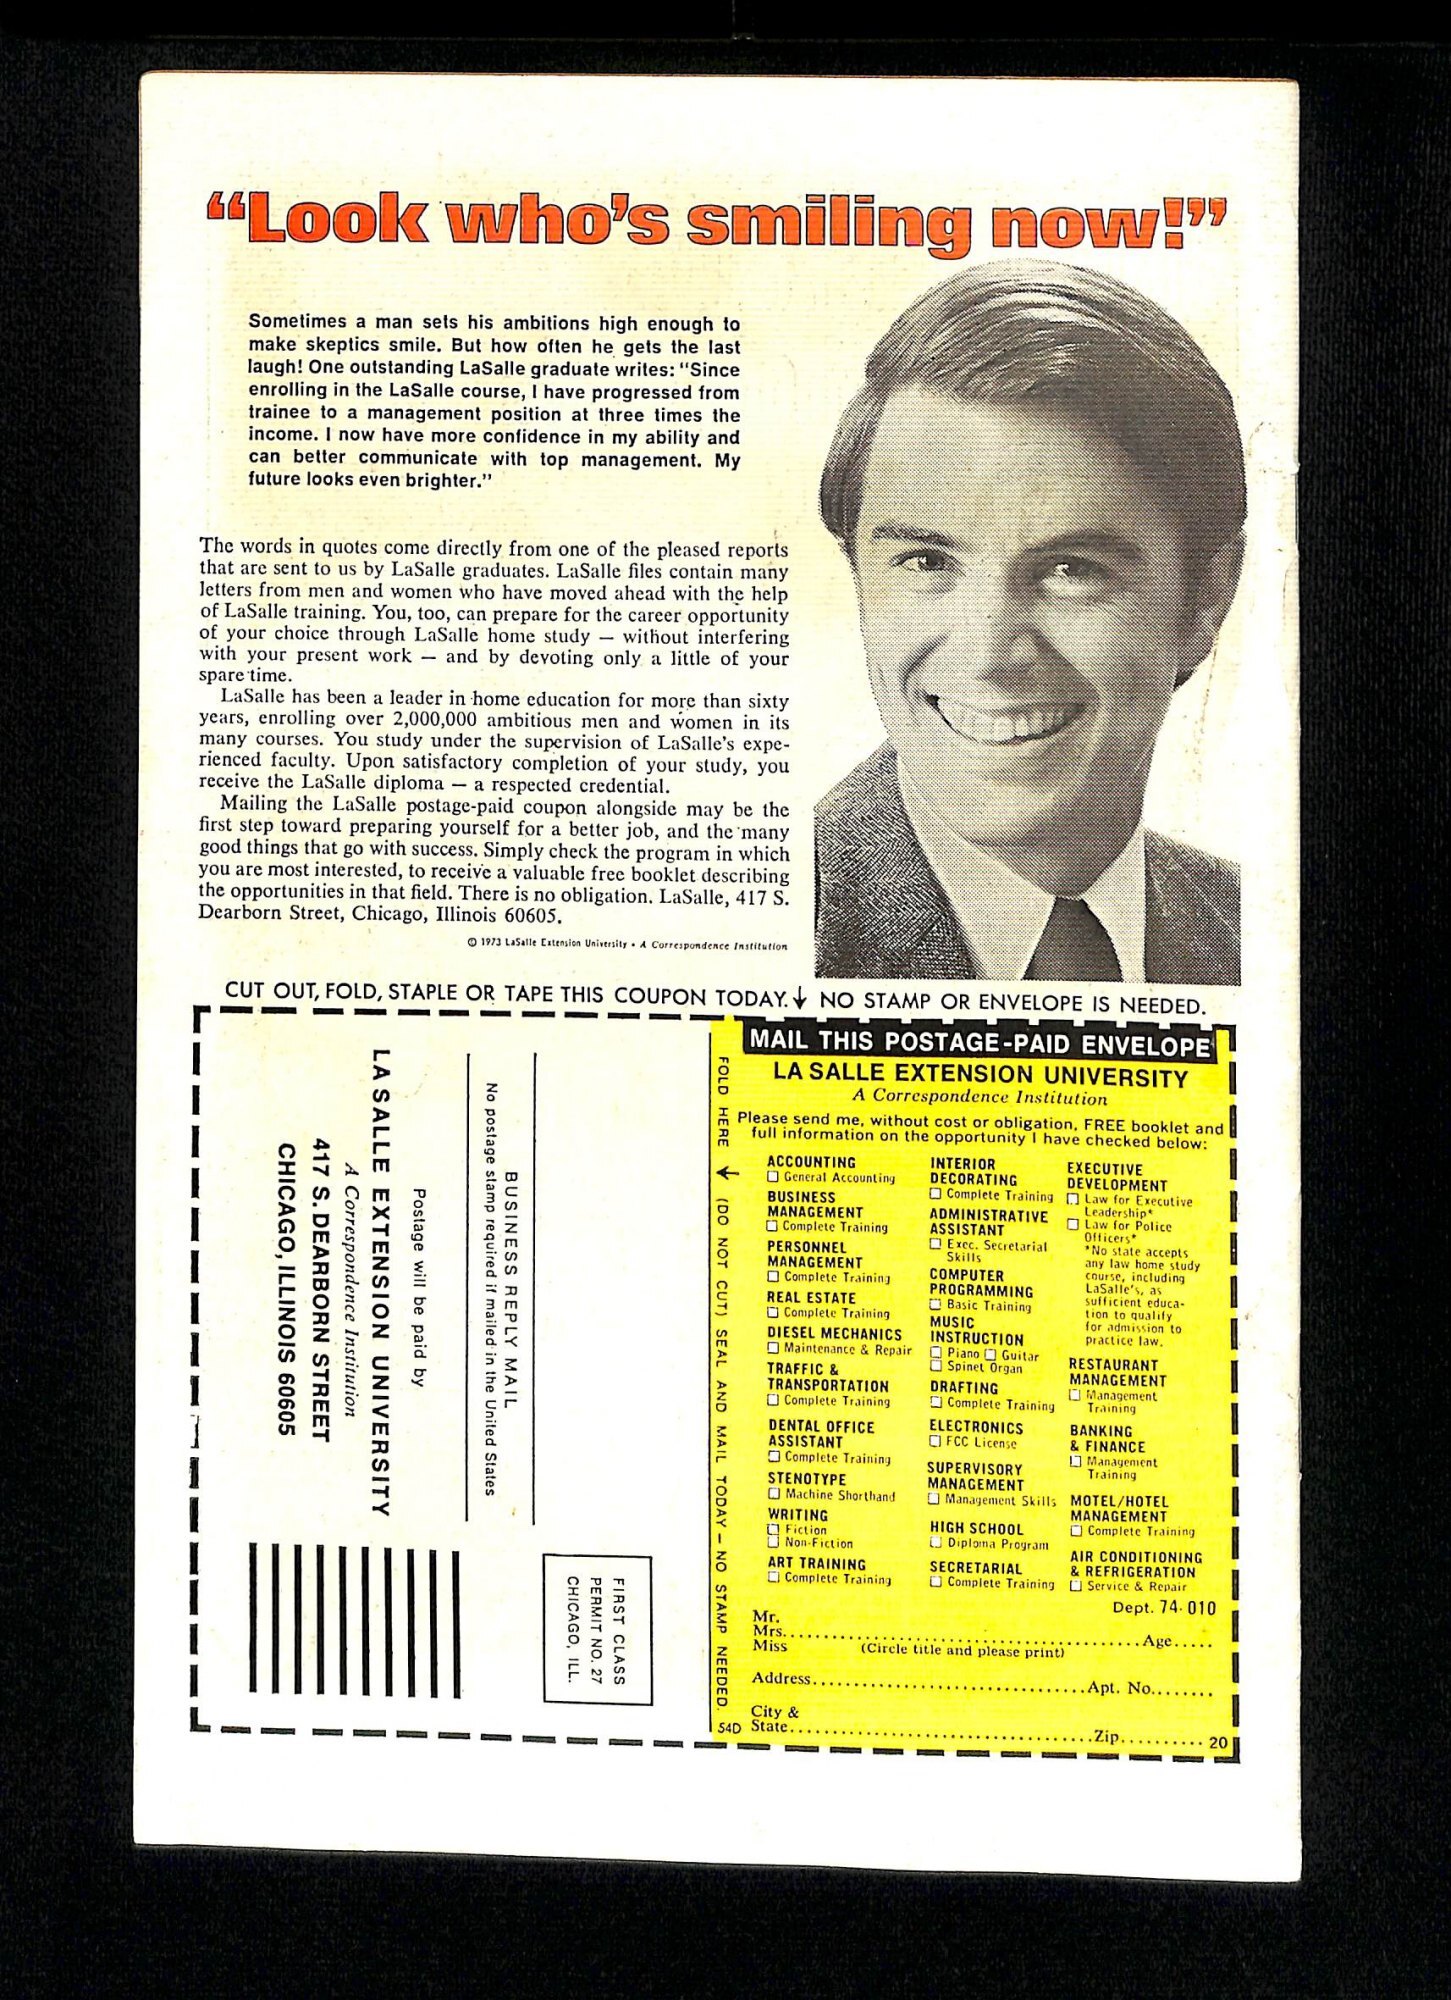 “Look who’s smiling now!”
Sometimes a man sets his ambitions high enough to
make skeptics smile. But how often he gets the last
laugh! One outstanding LaSalle graduate writes: “Since
enrolling in the LaSalle course, I have progressed from
trainee to a management position at three times the
income. I now have more confidence in my ability and
can better communicate with top management. My
future looks even brighter.”
The words in quotes come directly from one of the pleased reports
that are sent to us by LaSalle graduates. LaSalle files contain many
letters from men and women who have moved ahead with the help
of LaSalle training. You, too, can prepare for the career opportunity
of your choice through LaSalle home study — without interfering
with your present work — and by devoting only a little of your
spare time.
LaSalle has been a leader in home education for more than sixty
years, enrolling over 2,000,000 ambitious men and women in its
many courses. You study under the supervision of LaSalle’s expe-
rienced faculty. Upon satisfactory completion of your study, you
receive the LaSalle diploma — a respected credential.
Mailing the LaSalle postage-paid coupon alongside may be the
first step toward preparing yourself for a better job, and the many
good things that go with success. Simply check the program in which
you are most interested, to receive a valuable free booklet describing
the opportunities in that field. There is no obligation. LaSalle, 417 S.
Dearborn Street, Chicago, Illinois 60605.
© 1973 LaSalle Extension University • A Correspondence Institution
CUT OUT, FOLD, STAPLE OR TAPE THIS COUPON TODAY.↓ NO STAMP OR ENVELOPE IS NEEDED.
BUSINESS REPLY MAIL
No postage stamp required if mailed in the United States
Postage will be paid by
LA SALLE EXTENSION UNIVERSITY
A Correspondence Institution
417 S. DEARBORN STREET
CHICAGO, ILLINOIS 60605
FIRST CLASS
PERMIT NO. 27
CHICAGO, ILL.
FOLD HERE ↓ (DO NOT CUT) SEAL AND MAIL TODAY – NO STAMP NEEDED.
54D
MAIL THIS POSTAGE-PAID ENVELOPE
LA SALLE EXTENSION UNIVERSITY
A Correspondence Institution
Please send me, without cost or obligation, FREE booklet and
full information on the opportunity I have checked below:
ACCOUNTING
☐ General Accounting
BUSINESS
MANAGEMENT
☐ Complete Training
PERSONNEL
MANAGEMENT
☐ Complete Training
REAL ESTATE
☐ Complete Training
DIESEL MECHANICS
☐ Maintenance & Repair
TRAFFIC &
TRANSPORTATION
☐ Complete Training
DENTAL OFFICE
ASSISTANT
☐ Complete Training
STENOTYPE
☐ Machine Shorthand
WRITING
☐ Fiction
☐ Non-Fiction
ART TRAINING
☐ Complete Training
INTERIOR
DECORATING
☐ Complete Training
ADMINISTRATIVE
ASSISTANT
☐ Exec. Secretarial
Skills
COMPUTER
PROGRAMMING
☐ Basic Training
MUSIC
INSTRUCTION
☐ Piano ☐ Guitar
☐ Spinet Organ
DRAFTING
☐ Complete Training
ELECTRONICS
☐ FCC License
SUPERVISORY
MANAGEMENT
☐ Management Skills
HIGH SCHOOL
☐ Diploma Program
SECRETARIAL
☐ Complete Training
EXECUTIVE
DEVELOPMENT
☐ Law for Executive
Leadership*
☐ Law for Police
Officers*
*No state accepts
any law home study
course, including
LaSalle's, as
sufficient educa-
tion to qualify
for admission to
practice law.
RESTAURANT
MANAGEMENT
☐ Management
Training
BANKING
& FINANCE
☐ Management
Training
MOTEL/HOTEL
MANAGEMENT
☐ Complete Training
AIR CONDITIONING
& REFRIGERATION
☐ Service & Repair
Dept. 74-010
Mr.
Mrs. Age
Miss (Circle title and please print)
Address Apt. No.
City &
State Zip 20